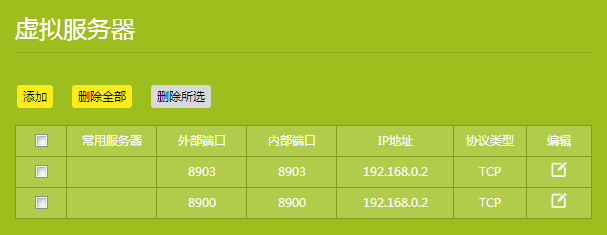 虚拟服务器
添加 删除全部 删除所选
常用服务器 外部端口 内部端口 IP地址 协议类型 编辑
8903 8903 192.168.0.2 TCP
8900 8900 192.168.0.2 TCP